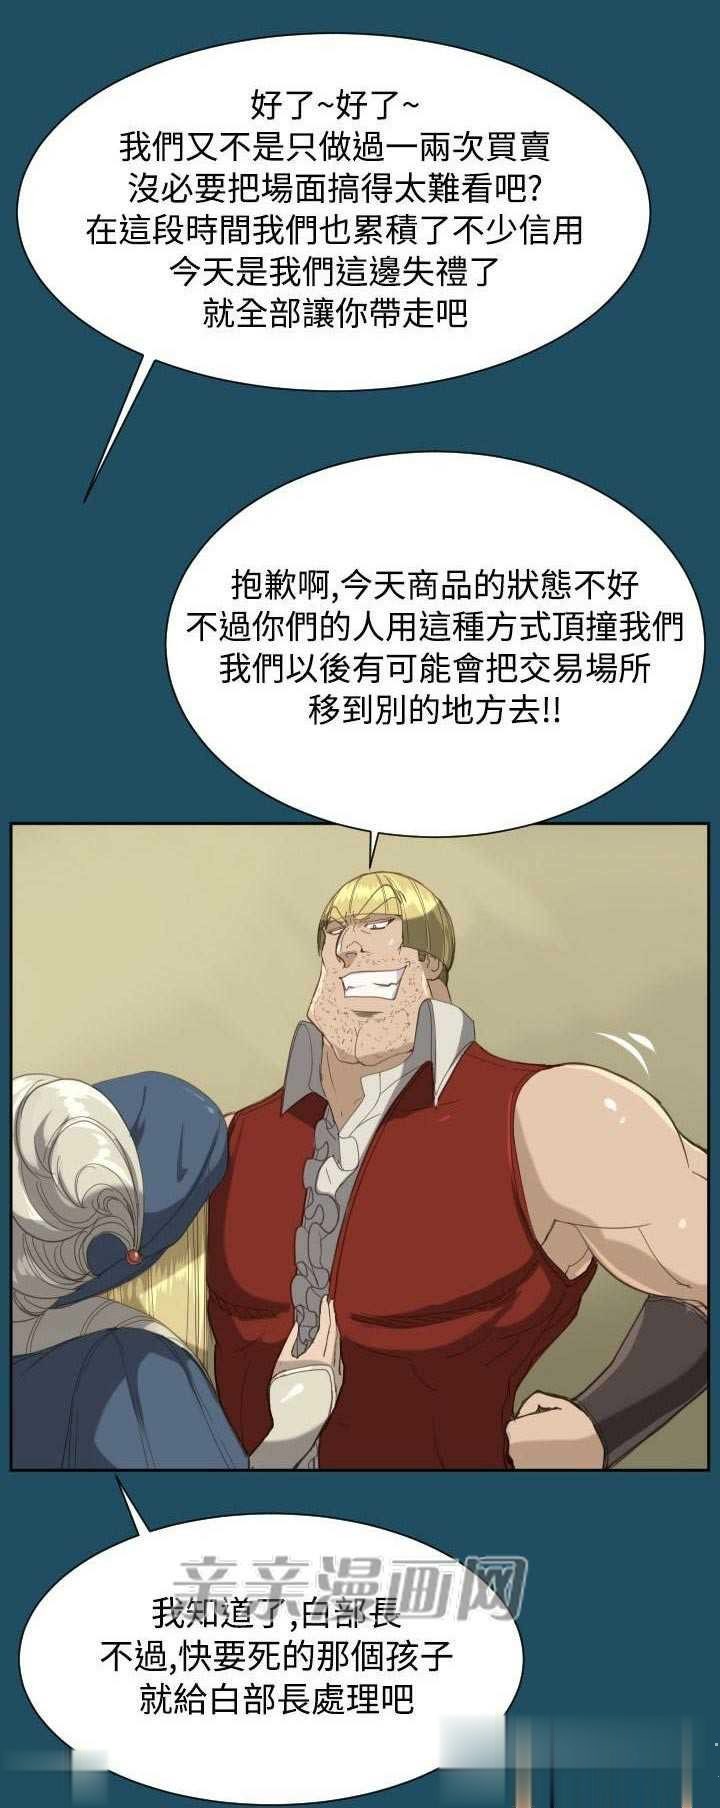 好了~好了~
我們又不是只做過一兩次買賣
沒必要把場面搞得太難看吧?
在這段時間我們也累積了不少信用
今天是我們這邊失禮了
就全部讓你帶走吧
抱歉啊,今天商品的狀態不好
不過你們的人用這種方式頂撞我們
我們以後有可能會把交易場所
移到別的地方去!!
亲亲漫画网
我知道了,白部長
不過,快要死的那個孩子
就給白部長處理吧